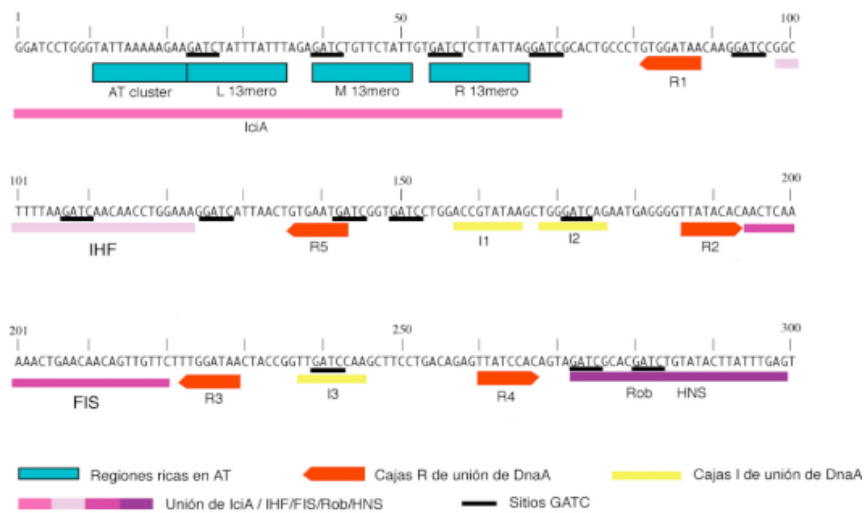 1 50 100
GGATCCTGGGTATTAAAAAGAAGATCTATTTATTTAGAGATCTGTTCTATTGTGATCTCTTATTAGGATCGCACTGCCCTGTGGATAACAAGGATCCGGC
AT cluster L 13mero M 13mero R 13mero R1
IciA
101 150 200
TTTTAAGATCAACAACCTGGAAAGGATCATTAACTGTGAATGATCGGTGATCCTGGACCGTATAAGCTGGGATCAGAATGAGGGGTTATACACAACTCAA
IHF R5 I1 I2 R2
201 250 300
AAACTGAACAACAGTTGTTCTTTGGATAACTACCGGTTGATCCAAGCTTCCTGACAGAGTTATCCACAGTAGATCGCACGATCTGTATACTTATTTGAGT
FIS R3 I3 R4 Rob HNS
Regiones ricas en AT Cajas R de unión de DnaA Cajas I de unión de DnaA
Unión de IciA / IHF/FIS/Rob/HNS Sitios GATC